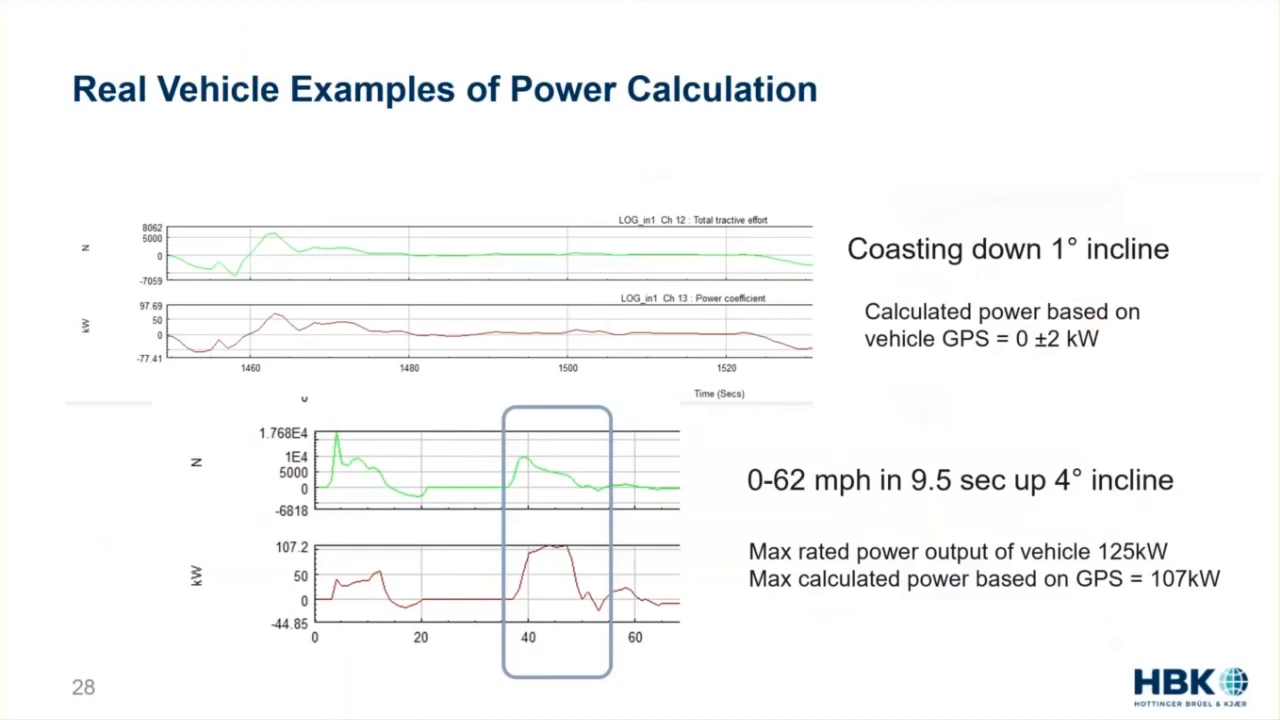 Real Vehicle Examples of Power Calculation
LOG_in1 Ch 12 : Total tractive effort
8062
5000
0
-7059
N
Coasting down 1° incline
LOG_in1 Ch 13 : Power coefficient
97.69
50
0
-77.41
kW
Calculated power based on
vehicle GPS = 0 ±2 kW
1460 1480 1500 1520
Time (Secs)
0
1.768E4
1E4
5000
0
-6818
N
0-62 mph in 9.5 sec up 4° incline
107.2
50
0
-44.85
kW
Max rated power output of vehicle 125kW
Max calculated power based on GPS = 107kW
0 20 40 60
28
HBK
HOTTINGER BRÜEL & KJÆR